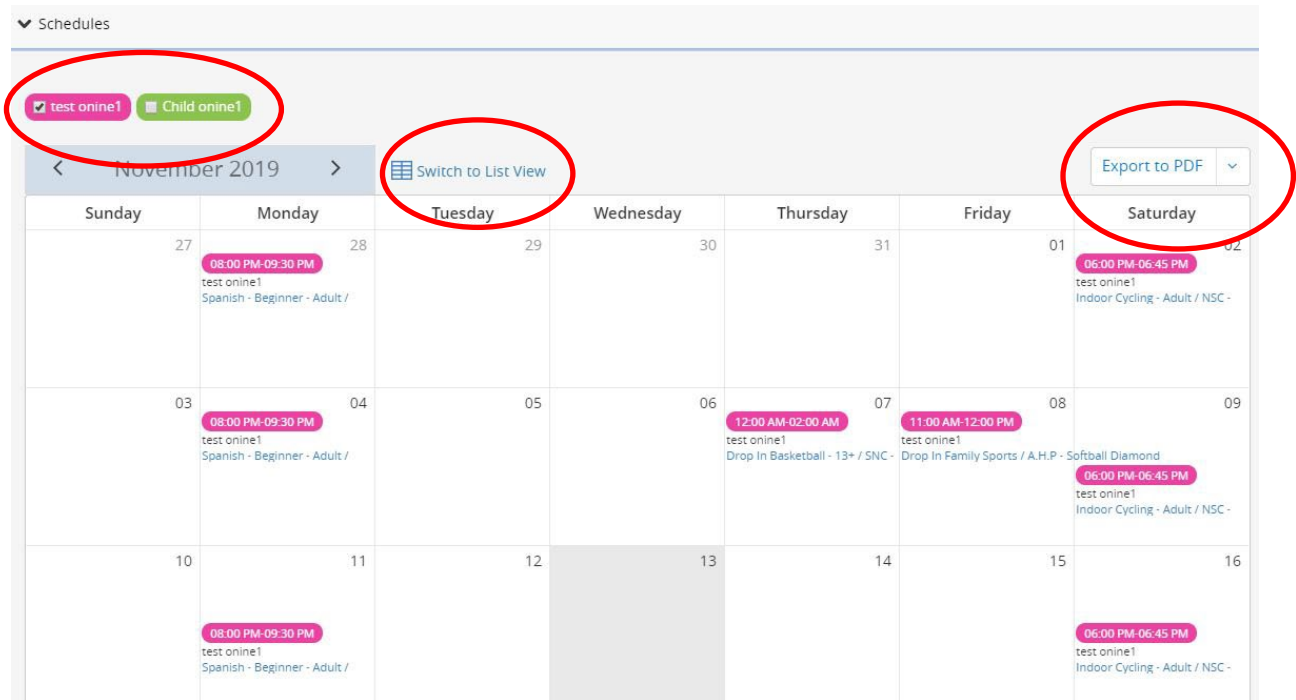 Schedules
test onine1 Child onine1
November 2019 Switch to List View Export to PDF
Sunday Monday Tuesday Wednesday Thursday Friday Saturday
27 28 29 30 31 01 02
08:00 PM-09:30 PM 06:00 PM-06:45 PM
test onine1 test onine1
Spanish - Beginner - Adult / Indoor Cycling - Adult / NSC -
03 04 05 06 07 08 09
08:00 PM-09:30 PM 12:00 AM-02:00 AM 11:00 AM-12:00 PM
test onine1 test onine1 test onine1
Spanish - Beginner - Adult / Drop In Basketball - 13+ / SNC - Drop In Family Sports / A.H.P - Softball Diamond
06:00 PM-06:45 PM
test onine1
Indoor Cycling - Adult / NSC -
10 11 12 13 14 15 16
08:00 PM-09:30 PM 06:00 PM-06:45 PM
test onine1 test onine1
Spanish - Beginner - Adult / Indoor Cycling - Adult / NSC -